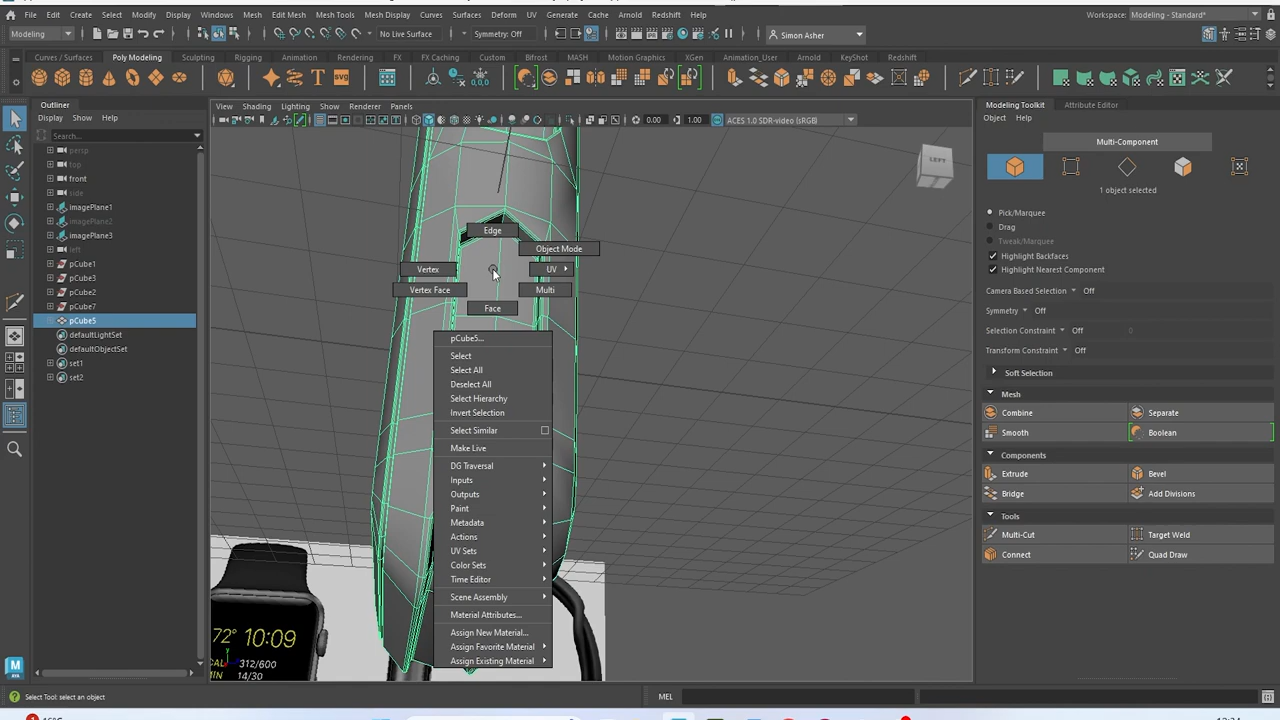 File Edit Create Select Modify Display Windows Mesh Edit Mesh Mesh Tools Mesh Display Curves Surfaces Deform UV Generate Cache Arnold Redshift Help
Workspace: Modeling - Standard*
Modeling
No Live Surface
Symmetry: Off
Simon Asher
Curves / Surfaces Poly Modeling Sculpting Rigging Animation Rendering FX FX Caching Custom Bifrost MASH Motion Graphics XGen Animation_User Arnold KeyShot Redshift
Outliner
Display Show Help
Search...
persp
top
front
side
imagePlane1
imagePlane2
imagePlane3
left
pCube1
pCube3
pCube2
pCube7
pCube5
defaultLightSet
defaultObjectSet
set1
set2
View Shading Lighting Show Renderer Panels
0.00
1.00
ACES 1.0 SDR-video (sRGB)
LEFT
Edge
Object Mode
Vertex
UV
Vertex Face
Multi
Face
pCube5...
Select
Select All
Deselect All
Select Hierarchy
Invert Selection
Select Similar
Make Live
DG Traversal
Inputs
Outputs
Paint
Metadata
Actions
UV Sets
Color Sets
Time Editor
Scene Assembly
Material Attributes...
Assign New Material...
Assign Favorite Material
Assign Existing Material
72° 10:09
312/600
14/30
Modeling Toolkit Attribute Editor
Object Help
Multi-Component
1 object selected
Pick/Marquee
Drag
Tweak/Marquee
Highlight Backfaces
Highlight Nearest Component
Camera Based Selection Off
Symmetry Off
Selection Constraint Off
Transform Constraint Off
Soft Selection
Mesh
Combine Separate
Smooth Boolean
Components
Extrude Bevel
Bridge Add Divisions
Tools
Multi-Cut Target Weld
Connect Quad Draw
Select Tool: select an object
MEL